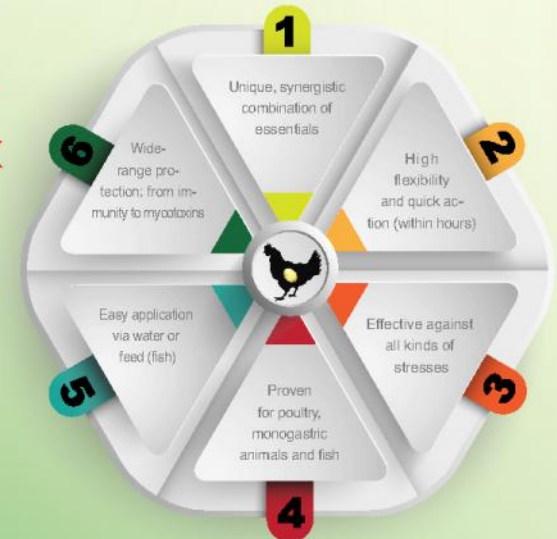 1
Unique, synergistic
combination of
essentials
2
High
flexibility
and quick ac-
tion (within hours)
3
Effective against
all kinds of
stresses
4
Proven
for poultry,
monogastric
animals and fish
5
Easy application
via water or
feed (fish)
6
Wide-
range pro-
tection: from im-
munity to mycotoxins